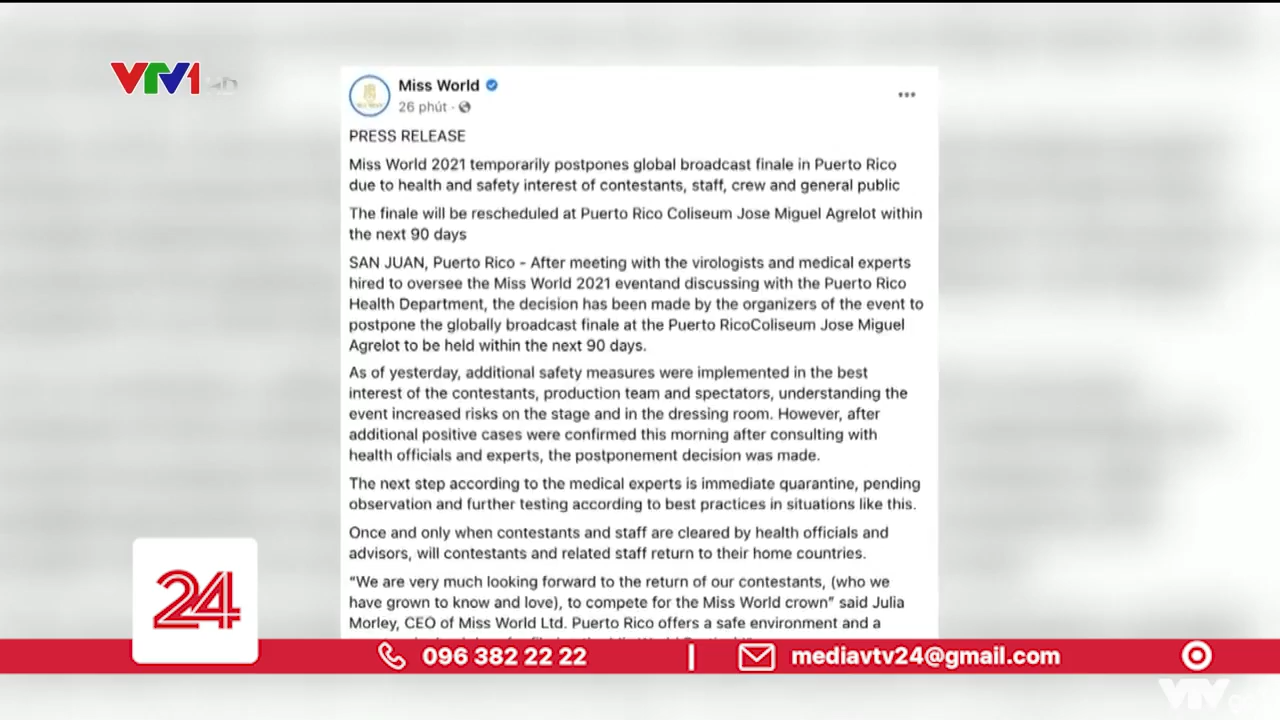 VTV1 HD
Miss World
26 phút ·
PRESS RELEASE
Miss World 2021 temporarily postpones global broadcast finale in Puerto Rico
due to health and safety interest of contestants, staff, crew and general public
The finale will be rescheduled at Puerto Rico Coliseum Jose Miguel Agrelot within
the next 90 days
SAN JUAN, Puerto Rico - After meeting with the virologists and medical experts
hired to oversee the Miss World 2021 eventand discussing with the Puerto Rico
Health Department, the decision has been made by the organizers of the event to
postpone the globally broadcast finale at the Puerto RicoColiseum Jose Miguel
Agrelot to be held within the next 90 days.
As of yesterday, additional safety measures were implemented in the best
interest of the contestants, production team and spectators, understanding the
event increased risks on the stage and in the dressing room. However, after
additional positive cases were confirmed this morning after consulting with
health officials and experts, the postponement decision was made.
The next step according to the medical experts is immediate quarantine, pending
observation and further testing according to best practices in situations like this.
Once and only when contestants and staff are cleared by health officials and
advisors, will contestants and related staff return to their home countries.
“We are very much looking forward to the return of our contestants, (who we
have grown to know and love), to compete for the Miss World crown” said Julia
Morley, CEO of Miss World Ltd. Puerto Rico offers a safe environment and a
24
096 382 22 22 | mediavtv24@gmail.com
VTV